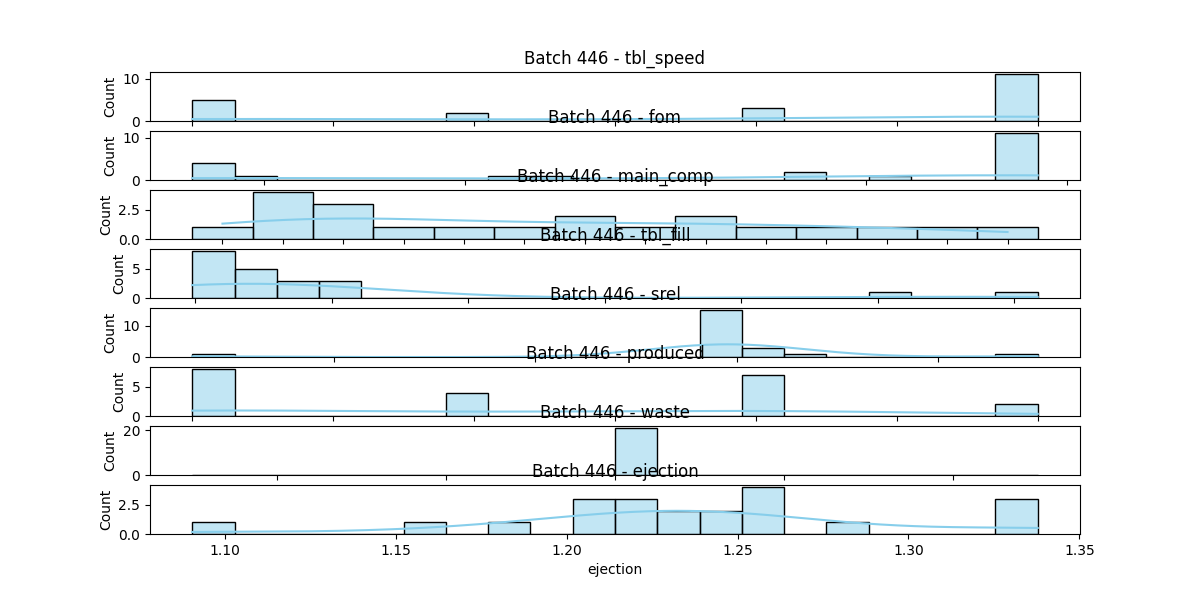 Batch 446 - tbl_speed
10
0
Count
Batch 446 - fom
10
0
Count
Batch 446 - main_comp
2.5
0.0
Count
Batch 446 - tbl_fill
5
0
Count
Batch 446 - srel
10
0
Count
Batch 446 - produced
5
0
Count
Batch 446 - waste
20
0
Count
Batch 446 - ejection
2.5
0.0
Count
1.10 1.15 1.20 1.25 1.30 1.35
ejection